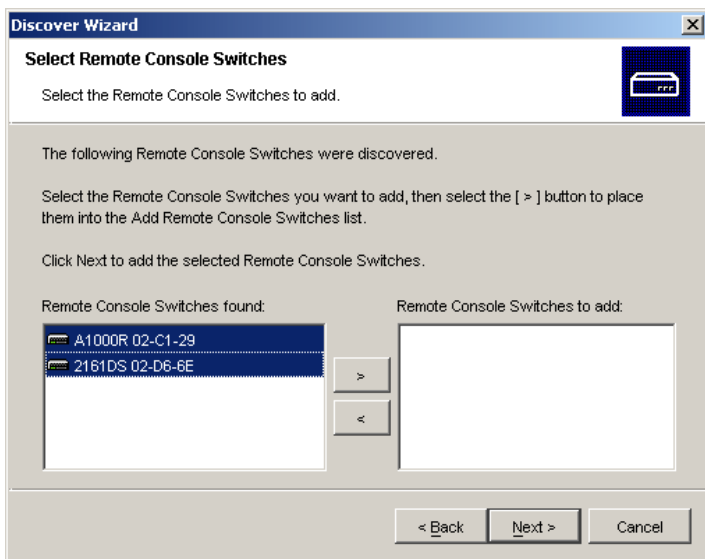 Discover Wizard
Select Remote Console Switches
Select the Remote Console Switches to add.
The following Remote Console Switches were discovered.
Select the Remote Console Switches you want to add, then select the [ > ] button to place
them into the Add Remote Console Switches list.
Click Next to add the selected Remote Console Switches.
Remote Console Switches found:
Remote Console Switches to add:
A1000R 02-C1-29
2161DS 02-D6-6E
>
<
< Back
Next >
Cancel